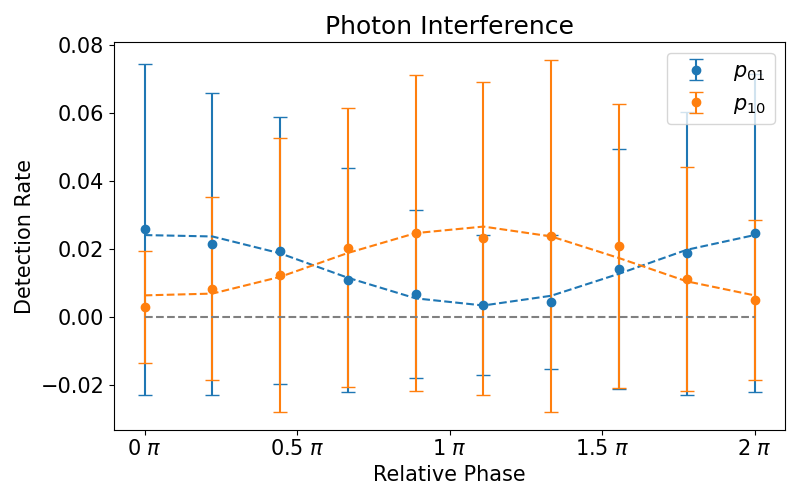 Photon Interference
0.08
0.06
0.04
0.02
0.00
−0.02
Detection Rate
p01
p10
0 π
0.5 π
1 π
1.5 π
2 π
Relative Phase